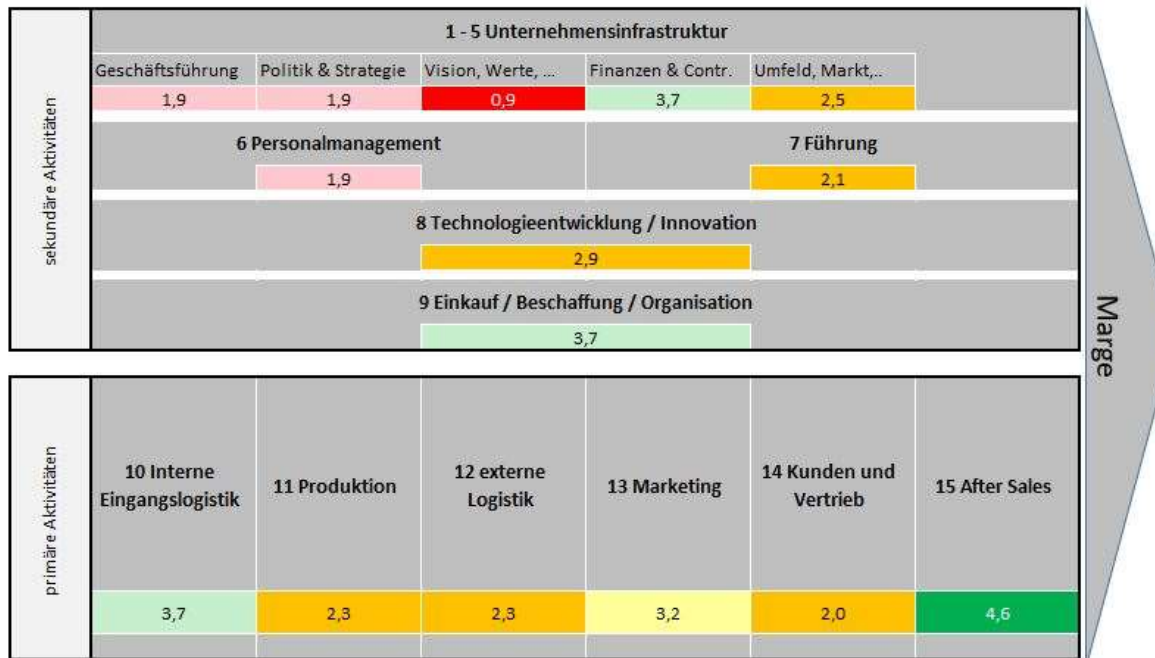 sekundäre Aktivitäten
1 - 5 Unternehmensinfrastruktur
Geschäftsführung Politik & Strategie Vision, Werte, ... Finanzen & Contr. Umfeld, Markt,..
1,9 1,9 0,9 3,7 2,5
6 Personalmanagement 7 Führung
1,9 2,1
8 Technologieentwicklung / Innovation
2,9
9 Einkauf / Beschaffung / Organisation
3,7
Marge
primäre Aktivitäten
10 Interne
Eingangslogistik
11 Produktion
12 externe
Logistik
13 Marketing
14 Kunden und
Vertrieb
15 After Sales
3,7 2,3 2,3 3,2 2,0 4,6